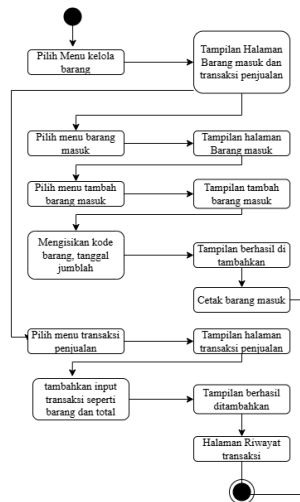 Pilih Menu kelola
barang
Tampilan Halaman
Barang masuk dan
transaksi penjualan
Pilih menu barang
masuk
Tampilan halaman
Barang masuk
Pilih menu tambah
barang masuk
Tampilan tambah
barang masuk
Mengisikan kode
barang, tanggal
jumlah
Tampilan berhasil di
tambahkan
Cetak barang masuk
Pilih menu transaksi
penjualan
Tampilan halaman
transaksi penjualan
tambahkan input
transaksi seperti
barang dan total
Tampilan berhasil
ditambahkan
Halaman Riwayat
transaksi